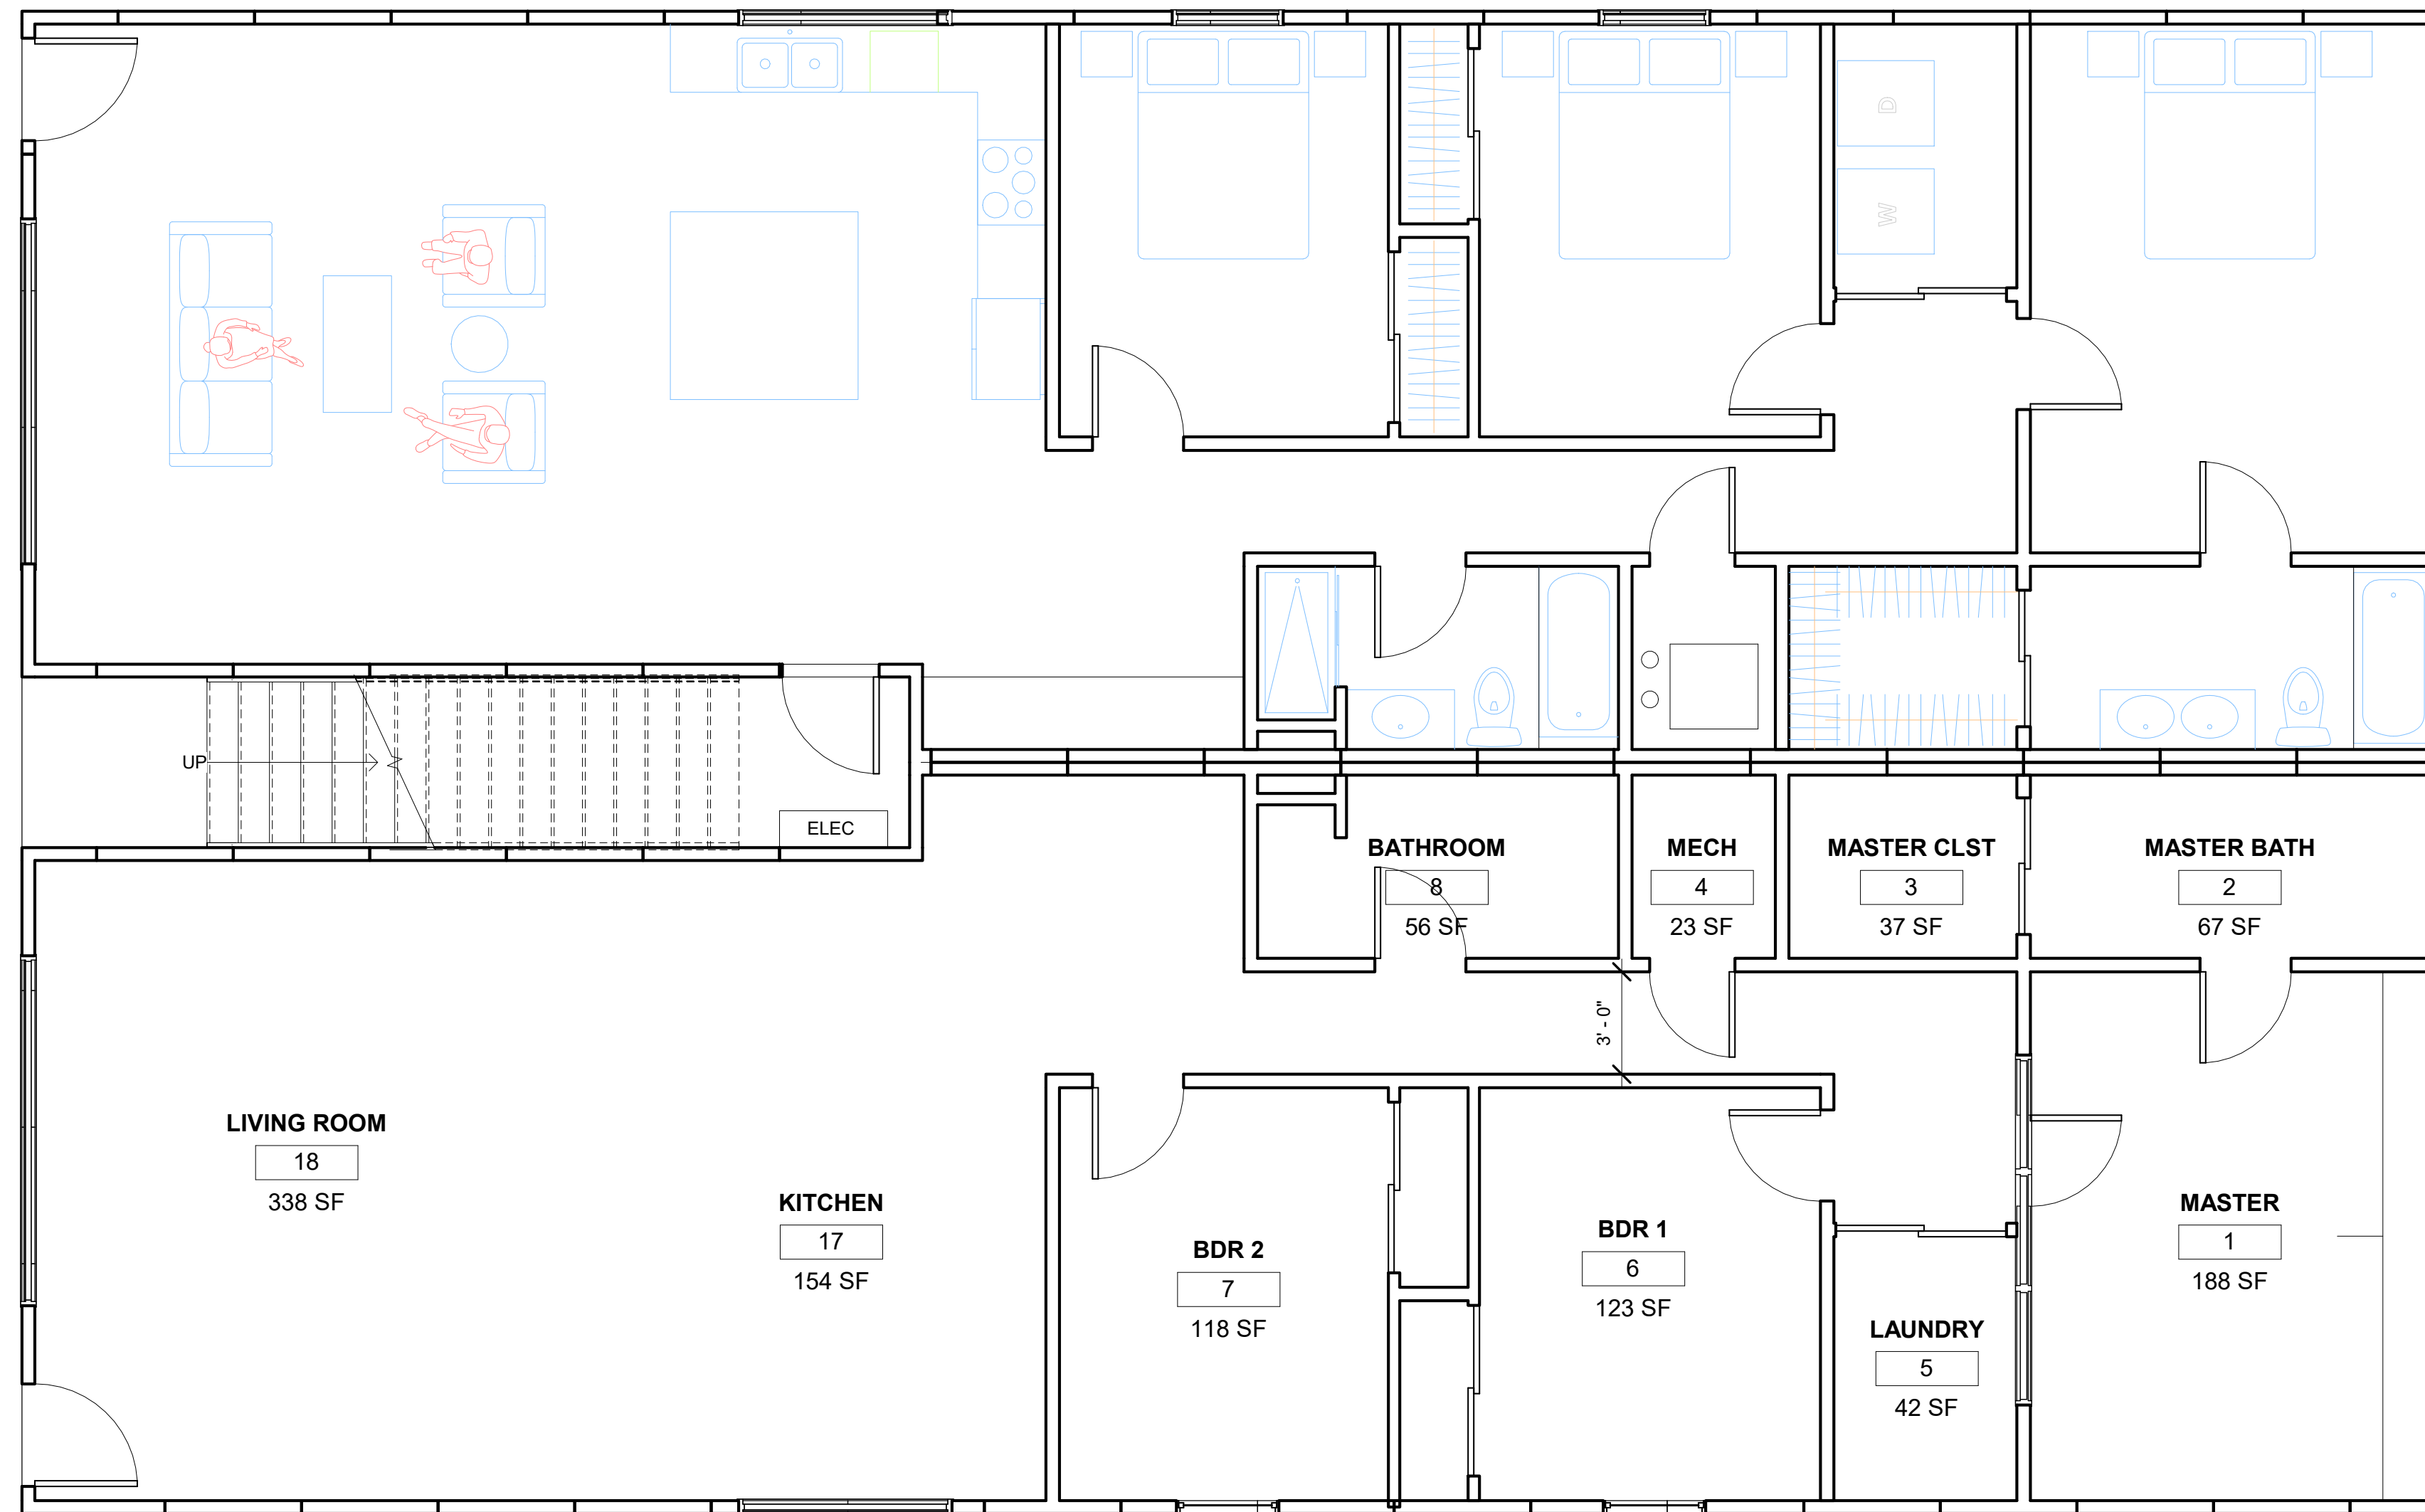 D
W
UP
ELEC
BATHROOM
8
56 SF
MECH
4
23 SF
MASTER CLST
3
37 SF
MASTER BATH
2
67 SF
3' - 0"
LIVING ROOM
18
338 SF
KITCHEN
17
154 SF
BDR 2
7
118 SF
BDR 1
6
123 SF
LAUNDRY
5
42 SF
MASTER
1
188 SF